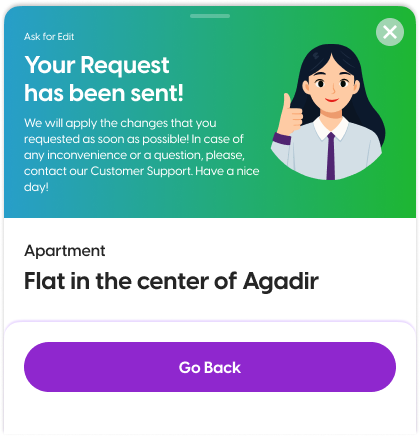 Ask for Edit
Your Request
has been sent!
We will apply the changes that you
requested as soon as possible! In case of
any inconvenience or a question, please,
contact our Customer Support. Have a nice
day!
Apartment
Flat in the center of Agadir
Go Back